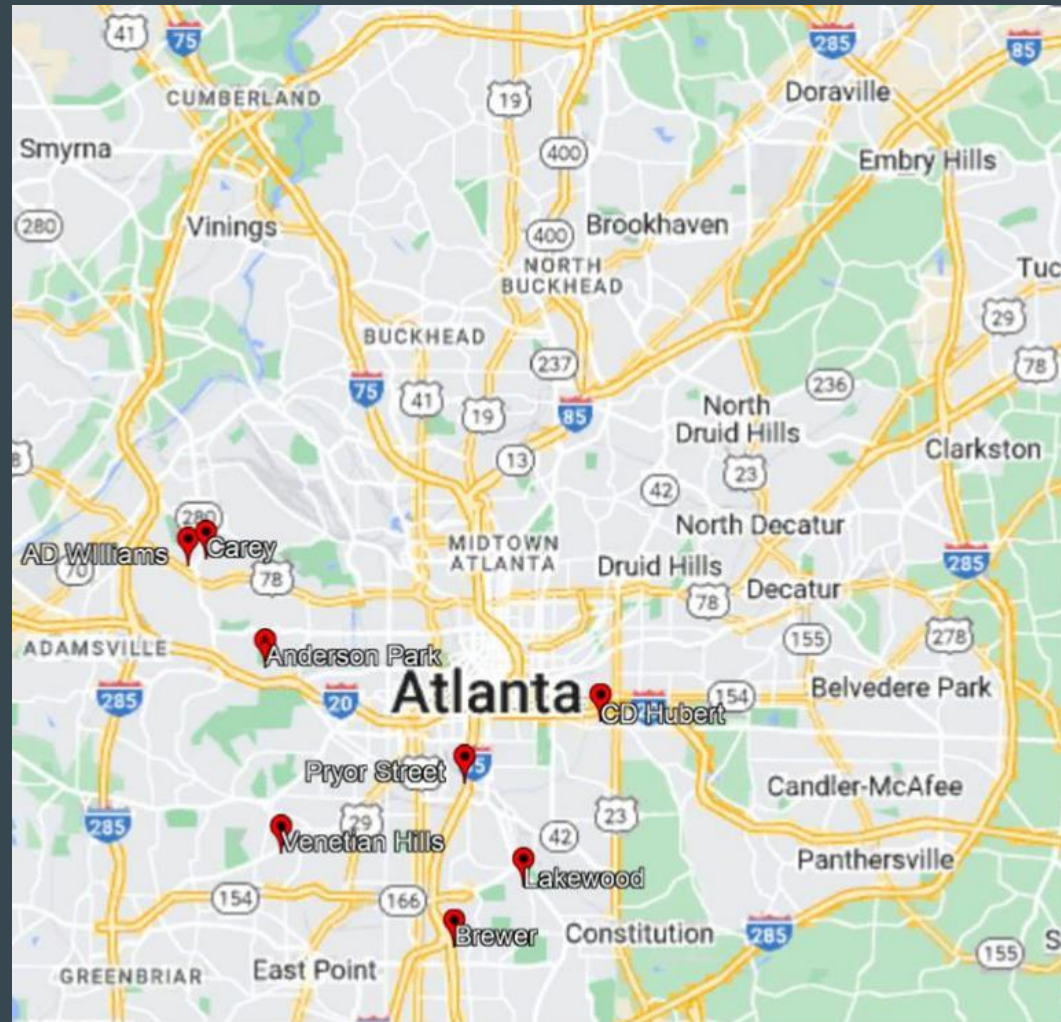 41
75
285
85
CUMBERLAND
19
Doraville
Smyrna
400
Embry Hills
280
Vinings
400
Brookhaven
NORTH
BUCKHEAD
Tuc
29
BUCKHEAD
237
78
75
41
19
85
236
North
Druid Hills
13
23
Clarkston
42
280
North Decatur
AD Williams
Carey
MIDTOWN
ATLANTA
Druid Hills
285
70
78
78
Decatur
155
278
ADAMSVILLE
Anderson Park
285
20
Atlanta
CD Hubert
154
Belvedere Park
Pryor Street
Candler-McAfee
285
29
23
Venetian Hills
42
Panthersville
Lakewood
154
166
Brewer
Constitution
285
155
S
GREENBRIAR
East Point